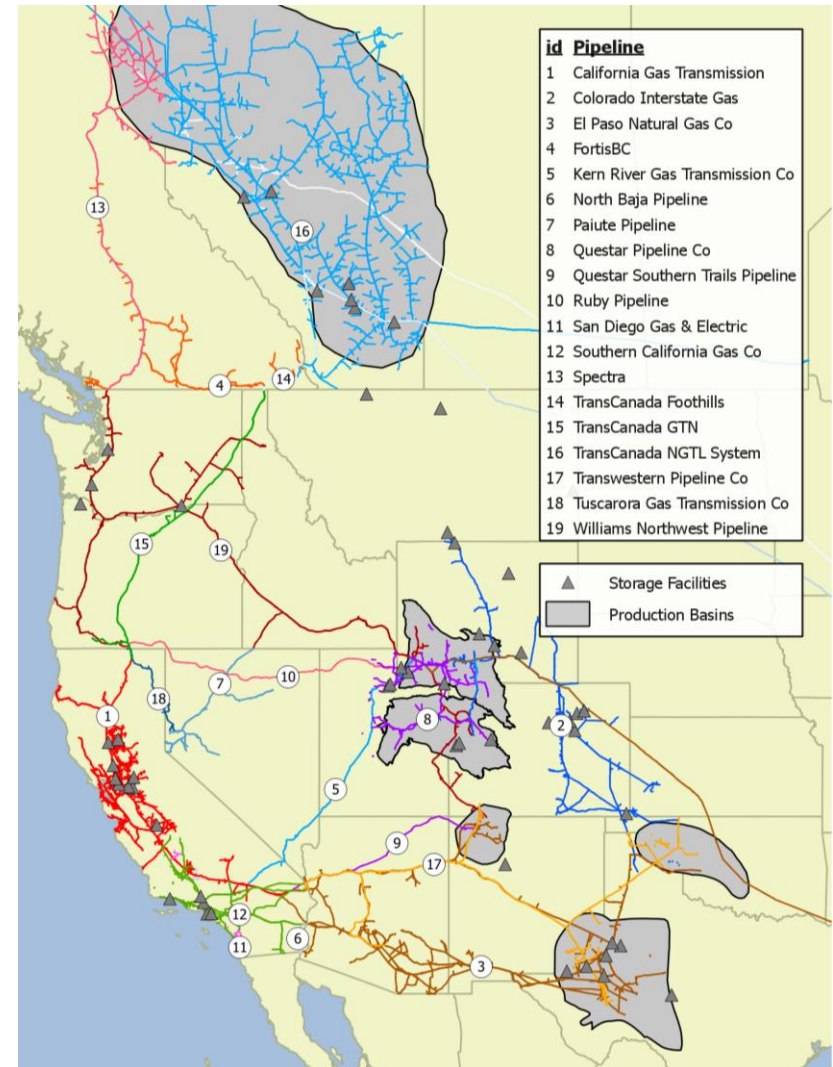 id Pipeline
1 California Gas Transmission
2 Colorado Interstate Gas
3 El Paso Natural Gas Co
4 FortisBC
5 Kern River Gas Transmission Co
6 North Baja Pipeline
7 Paiute Pipeline
8 Questar Pipeline Co
9 Questar Southern Trails Pipeline
10 Ruby Pipeline
11 San Diego Gas & Electric
12 Southern California Gas Co
13 Spectra
14 TransCanada Foothills
15 TransCanada GTN
16 TransCanada NGTL System
17 Transwestern Pipeline Co
18 Tuscarora Gas Transmission Co
19 Williams Northwest Pipeline
Storage Facilities
Production Basins
13
16
4
14
15
19
10
7
18
1
8
2
5
9
17
12
6
11
3